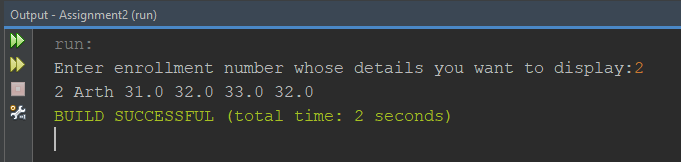 Output - Assignment2 (run)
run:
Enter enrollment number whose details you want to display:2
2 Arth 31.0 32.0 33.0 32.0
BUILD SUCCESSFUL (total time: 2 seconds)